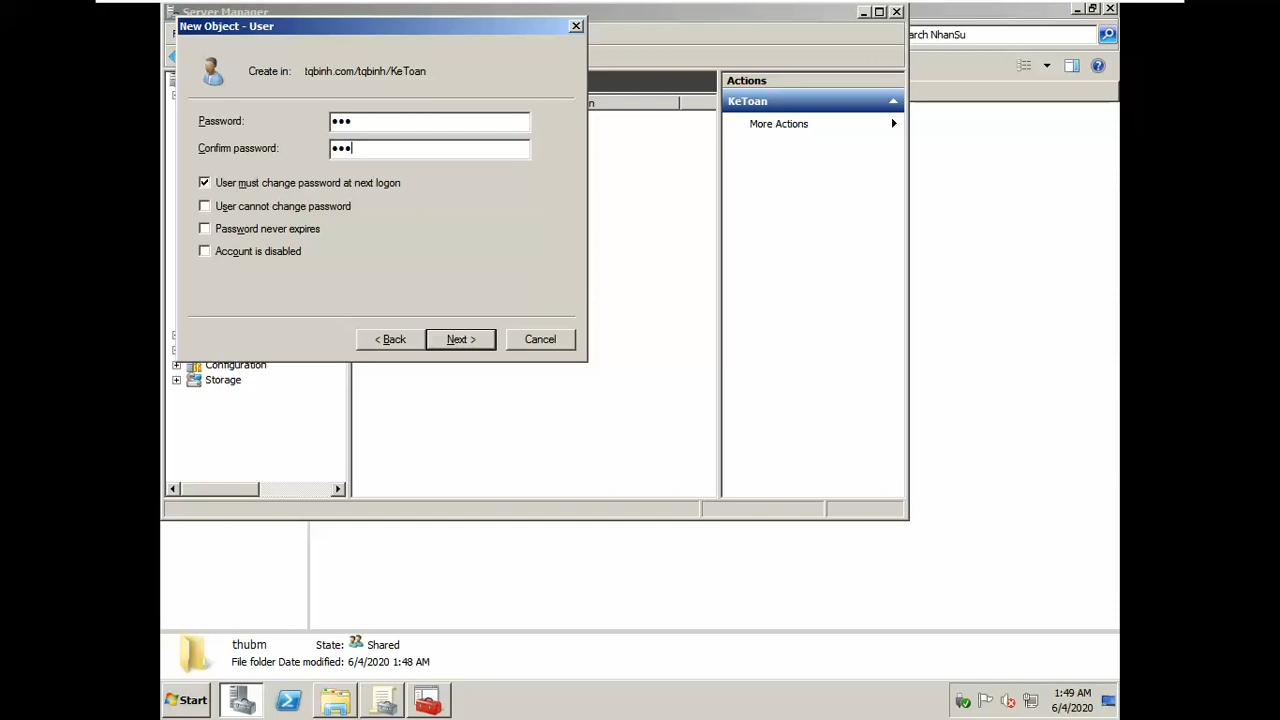 Server Manager
New Object - User
arch NhanSu
Create in: tqbinh.com/tqbinh/KeToan
Actions
KeToan
More Actions
Password: •••
Confirm password: •••
User must change password at next logon
User cannot change password
Password never expires
Account is disabled
< Back
Next >
Cancel
Configuration
Storage
thubm State: Shared
File folder Date modified: 6/4/2020 1:48 AM
Start
1:49 AM
6/4/2020